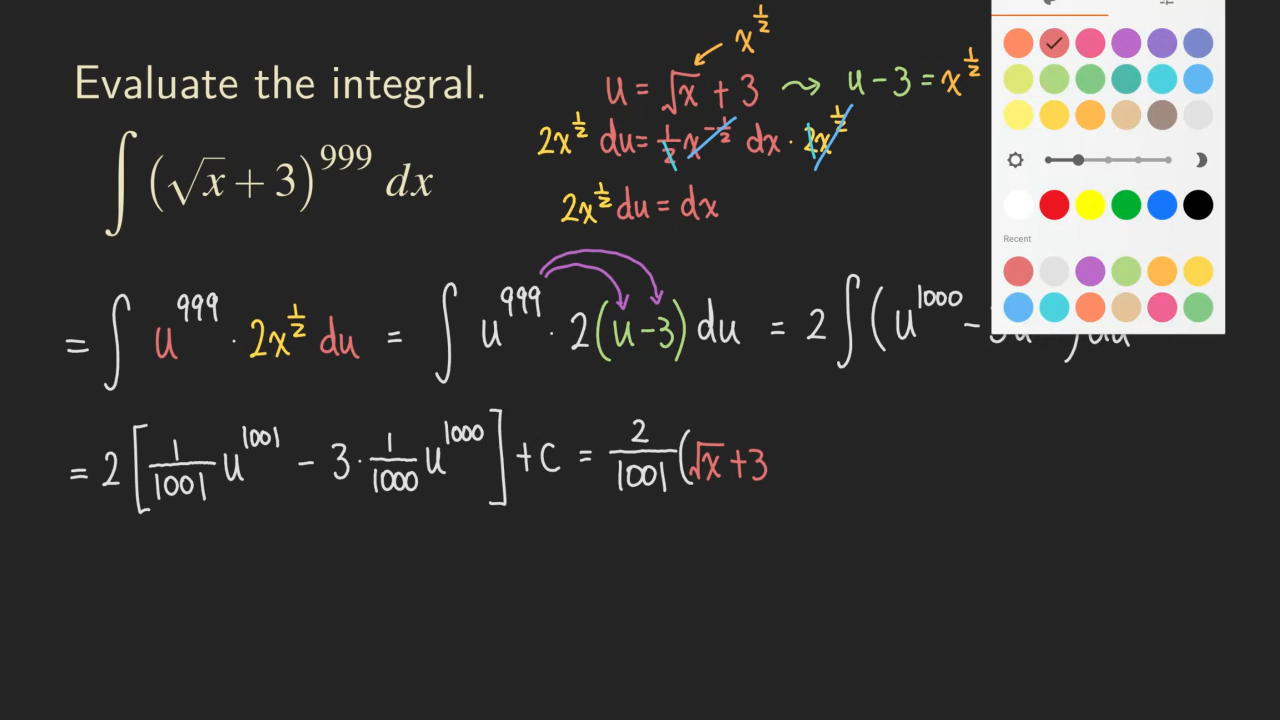 Evaluate the integral.
∫ (√x + 3)^999 dx
x^{1/2}
u = √x + 3 ⤳ u - 3 = x^{1/2}
2x^{1/2} du = 1/2 x^{-1/2} dx · 2x^{1/2}
2x^{1/2} du = dx
Recent
= ∫ u^999 · 2x^{1/2} du = ∫ u^999 · 2(u-3) du = 2 ∫ (u^1000 -
= 2 [ 1/1001 u^1001 - 3 · 1/1000 u^1000 ] + C = 2/1001 (√x + 3